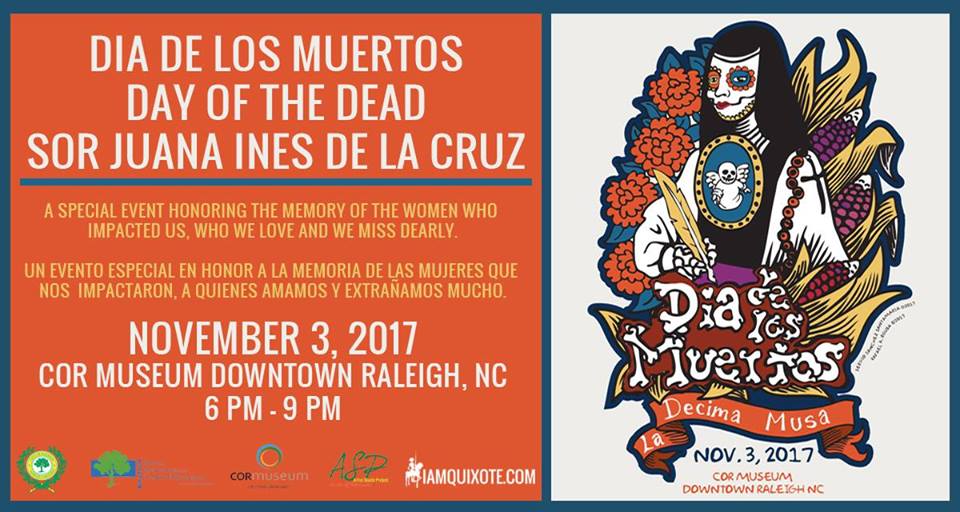 DIA DE LOS MUERTOS
DAY OF THE DEAD
SOR JUANA INES DE LA CRUZ
A SPECIAL EVENT HONORING THE MEMORY OF THE WOMEN WHO
IMPACTED US, WHO WE LOVE AND WE MISS DEARLY.
UN EVENTO ESPECIAL EN HONOR A LA MEMORIA DE LAS MUJERES QUE
NOS IMPACTARON, A QUIENES AMAMOS Y EXTRAÑAMOS MUCHO.
NOVEMBER 3, 2017
COR MUSEUM DOWNTOWN RALEIGH, NC
6 PM - 9 PM
CORmuseum
ASP
IAMQUIXOTE.COM
Dia de
los
Muertos
La Decima Musa
NOV. 3, 2017
COR MUSEUM
DOWNTOWN RALEIGH NC